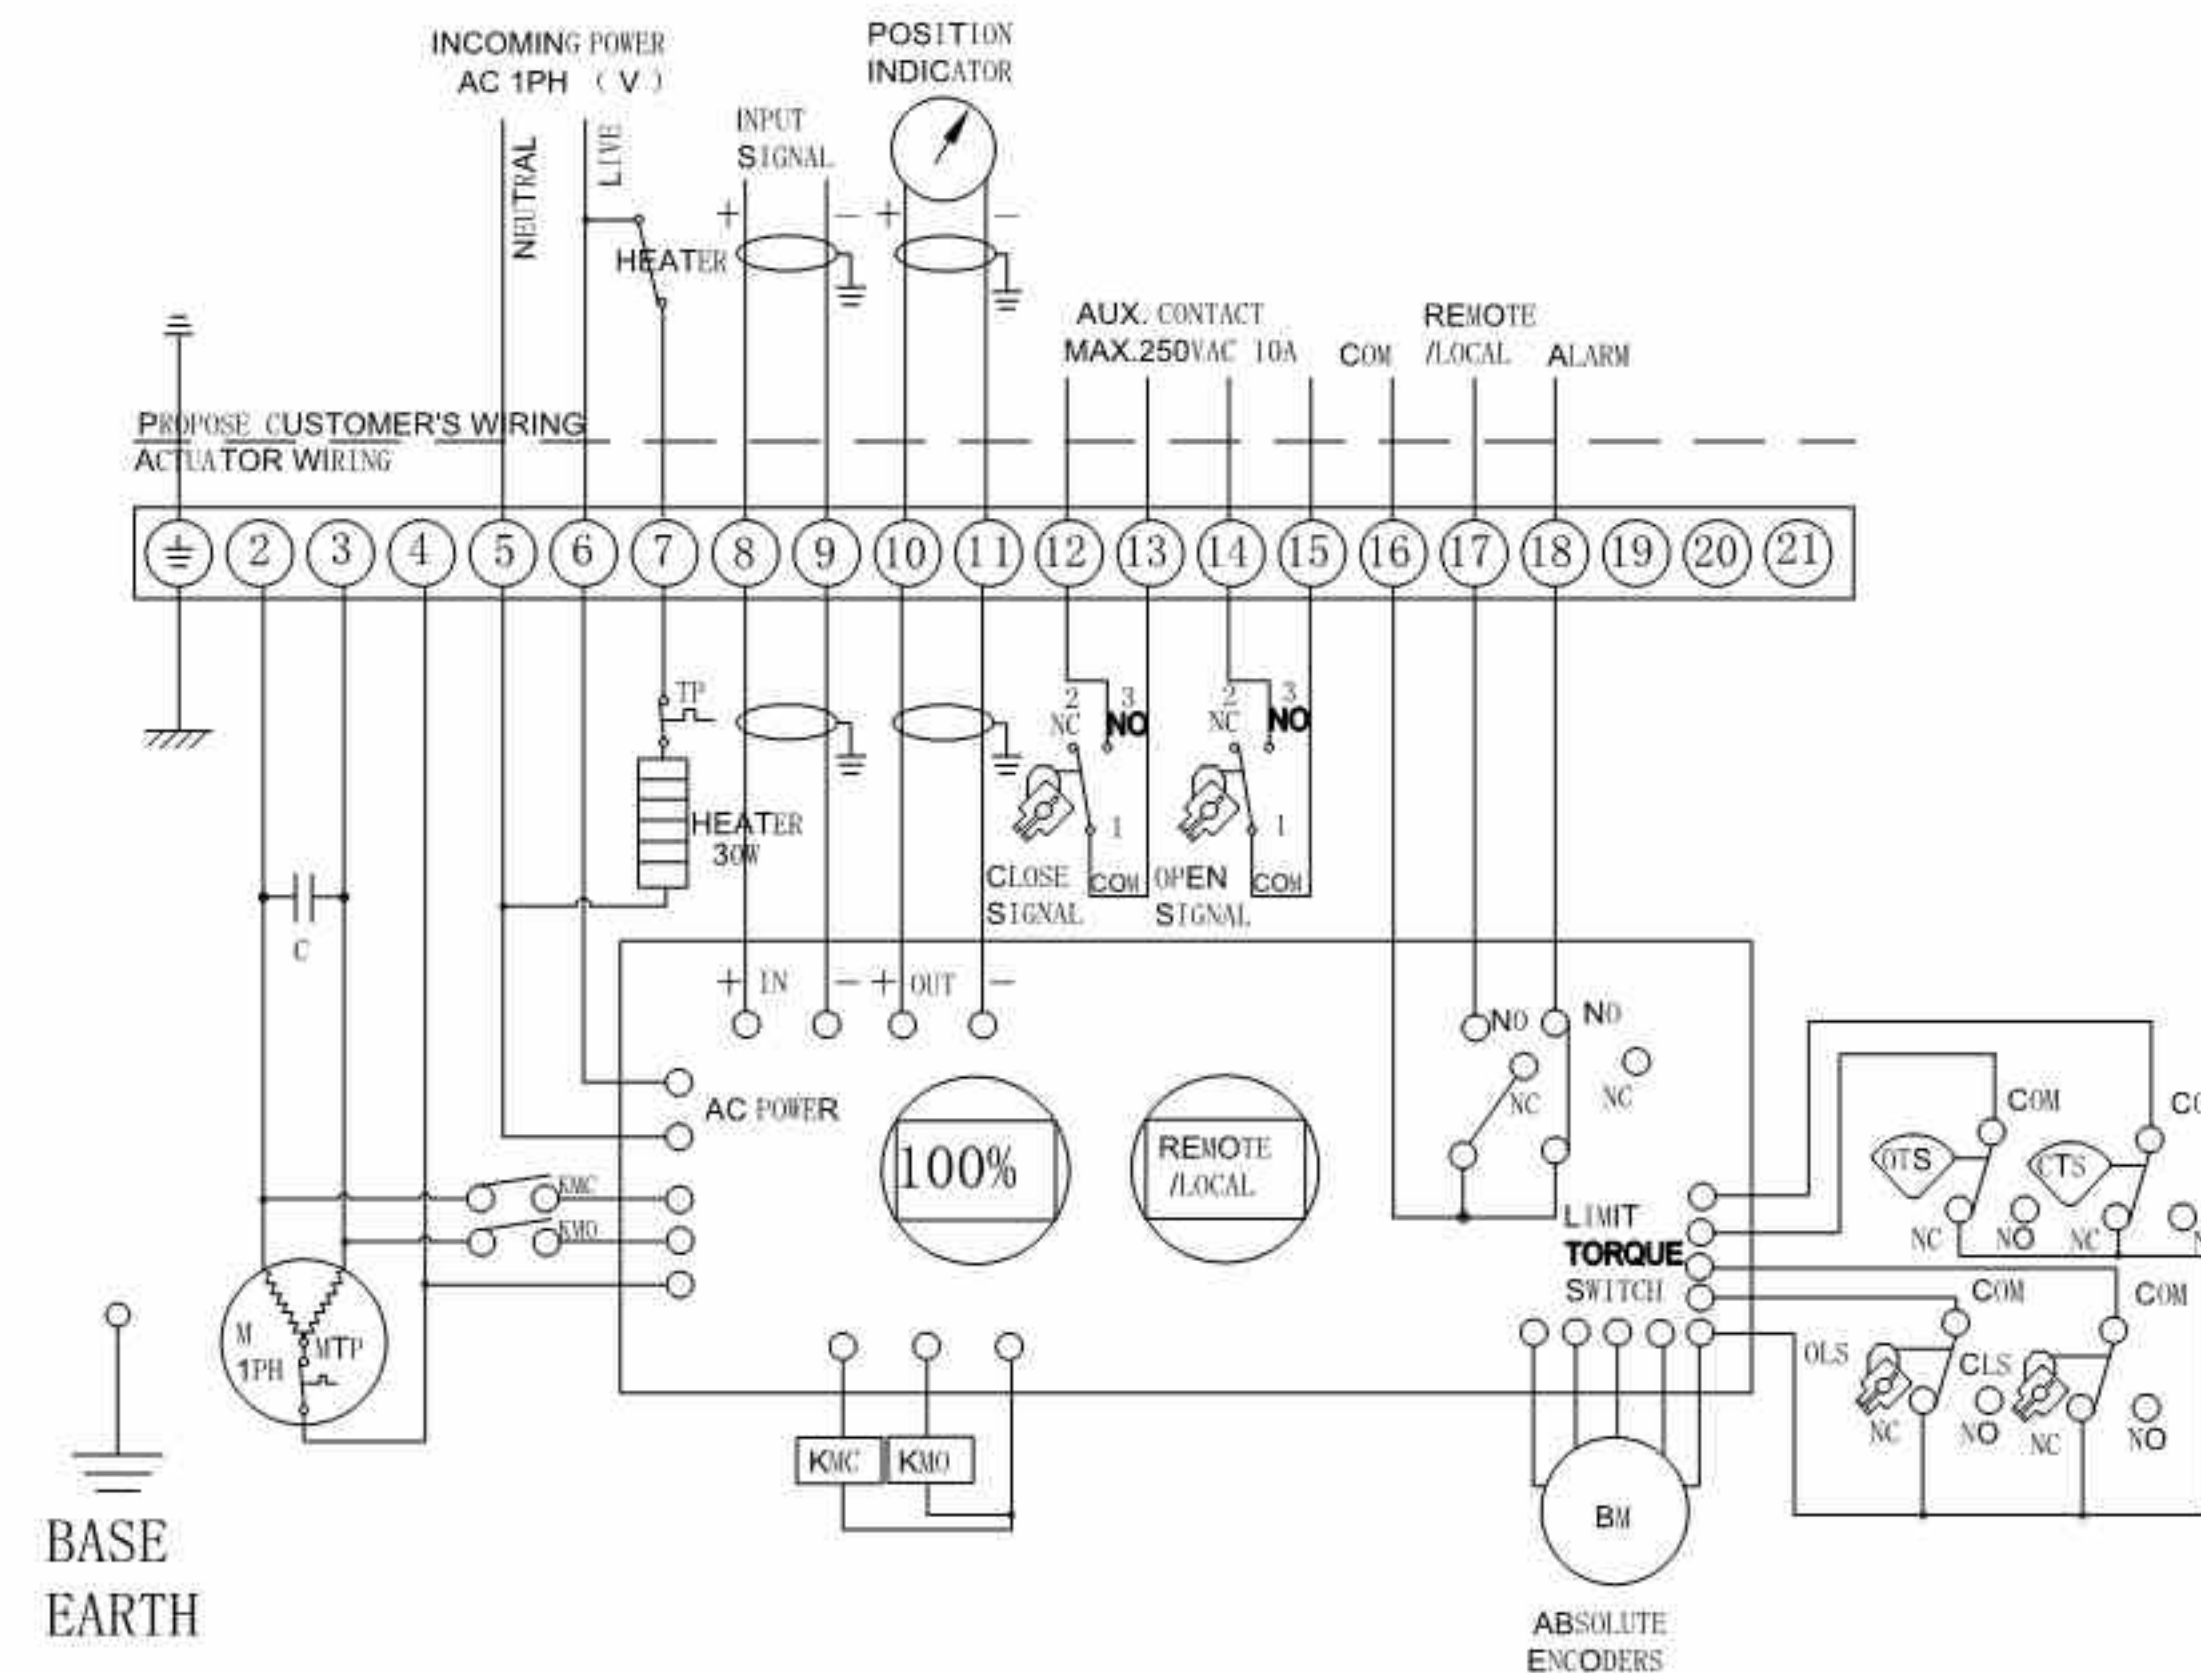 INCOMING POWER
AC 1PH ( V )
POSITION
INDICATOR
NEUTRAL
LIVE
INPUT
SIGNAL
+ - + -
HEATER
AUX. CONTACT
MAX.250VAC 10A
COM
REMOTE
/LOCAL
ALARM
PROPOSE CUSTOMER'S WIRING
ACTUATOR WIRING
2 3 4 5 6 7 8 9 10 11 12 13 14 15 16 17 18 19 20 21
TP
2 3
NC NO
2 3
NC NO
HEATER
30W
1
1
CLOSE
SIGNAL
COM
OPEN
SIGNAL
COM
C
+ IN - + OUT -
NO
NO
NC
NC
AC POWER
100%
REMOTE
/LOCAL
KMC
KMO
LIMIT
TORQUE
SWITCH
COM
OTS
CTS
NC NO NC
COM
COM
M
1PH
MTP
OLS
CLS
NC NO NC NO
KMC KMO
BM
BASE
EARTH
ABSOLUTE
ENCODERS